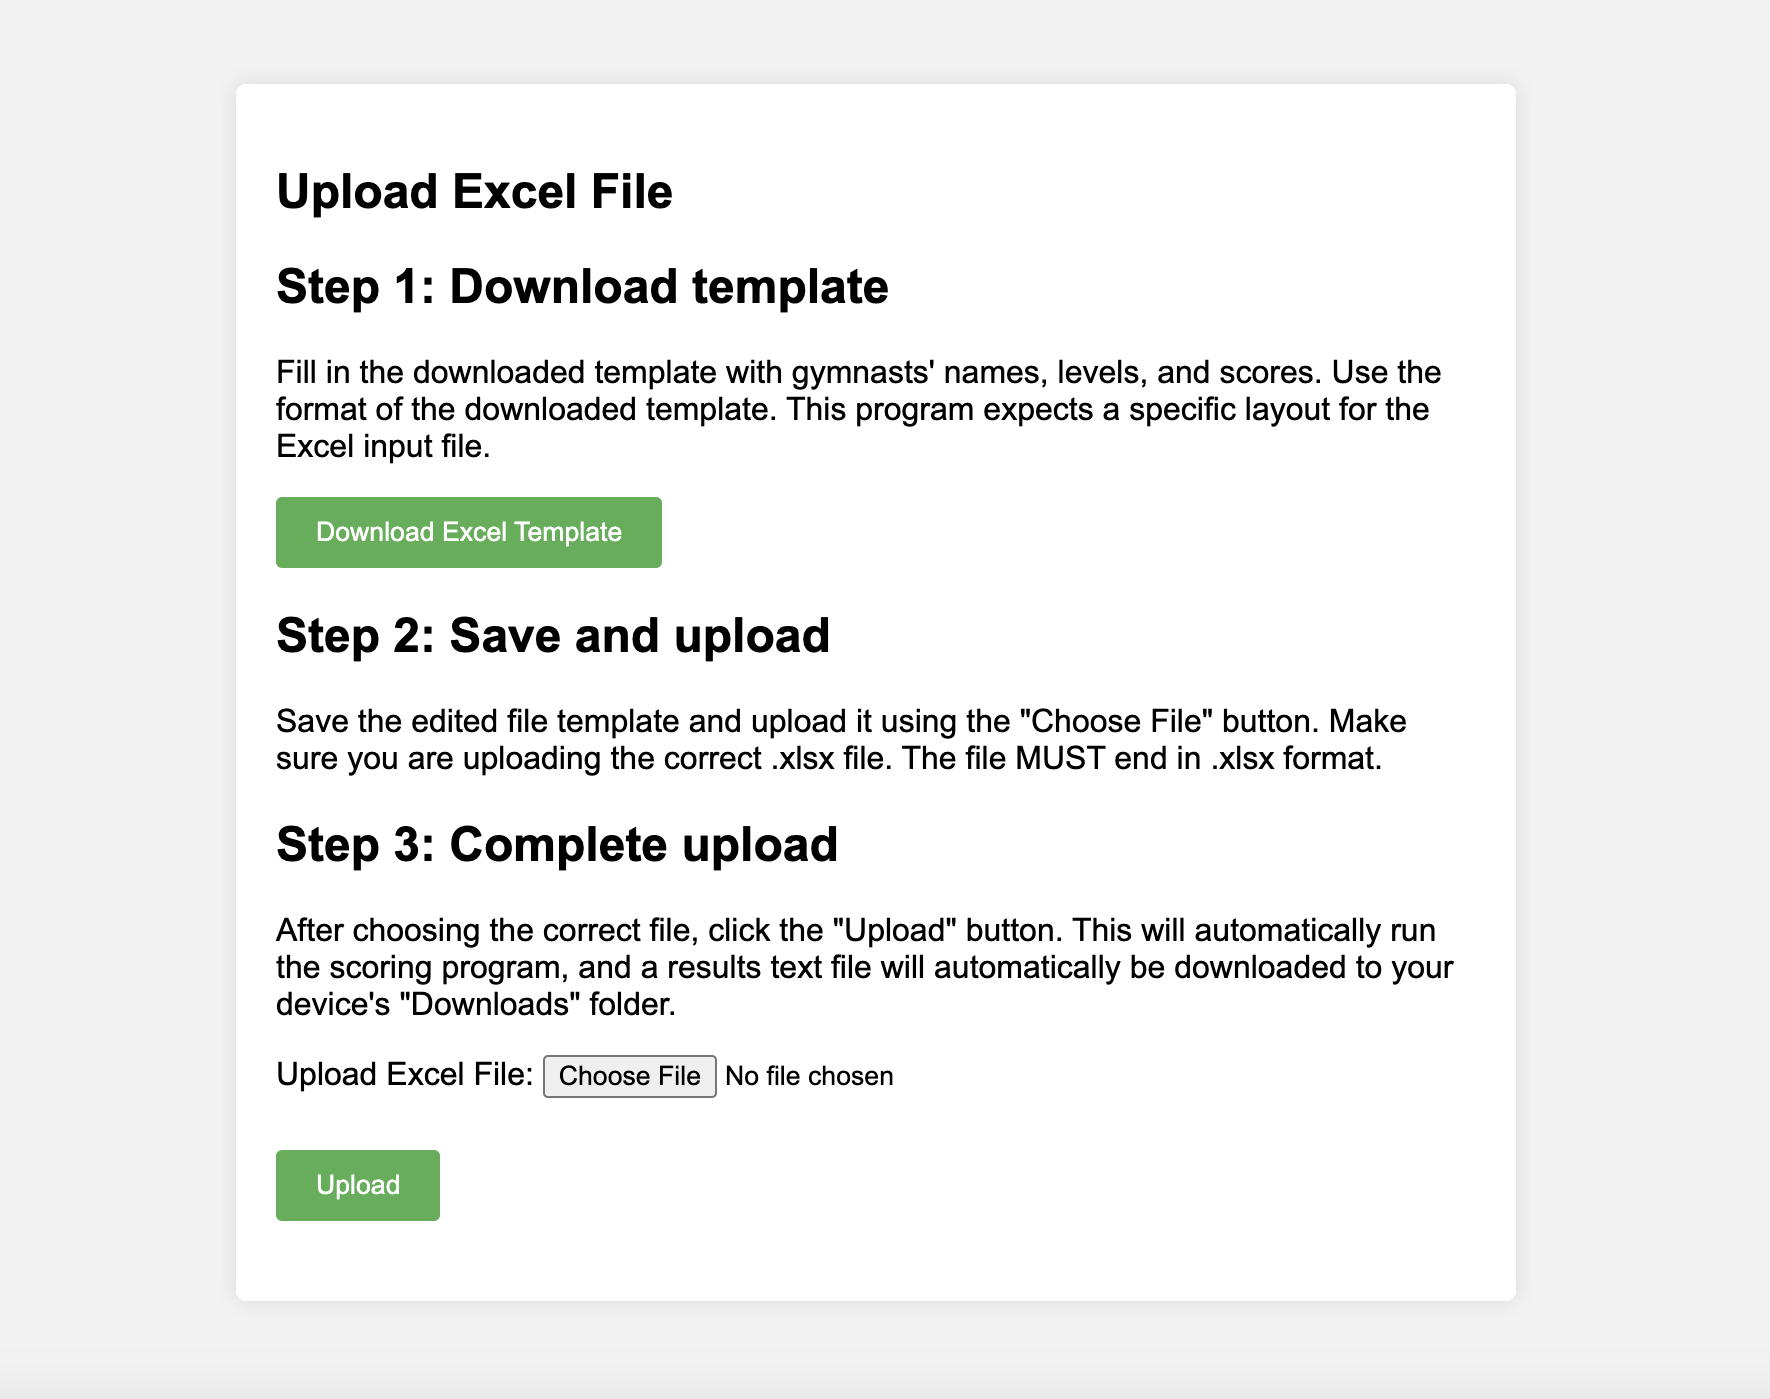 Upload Excel File
Step 1: Download template
Fill in the downloaded template with gymnasts' names, levels, and scores. Use the
format of the downloaded template. This program expects a specific layout for the
Excel input file.
Download Excel Template
Step 2: Save and upload
Save the edited file template and upload it using the "Choose File" button. Make
sure you are uploading the correct .xlsx file. The file MUST end in .xlsx format.
Step 3: Complete upload
After choosing the correct file, click the "Upload" button. This will automatically run
the scoring program, and a results text file will automatically be downloaded to your
device's "Downloads" folder.
Upload Excel File: Choose File No file chosen
Upload